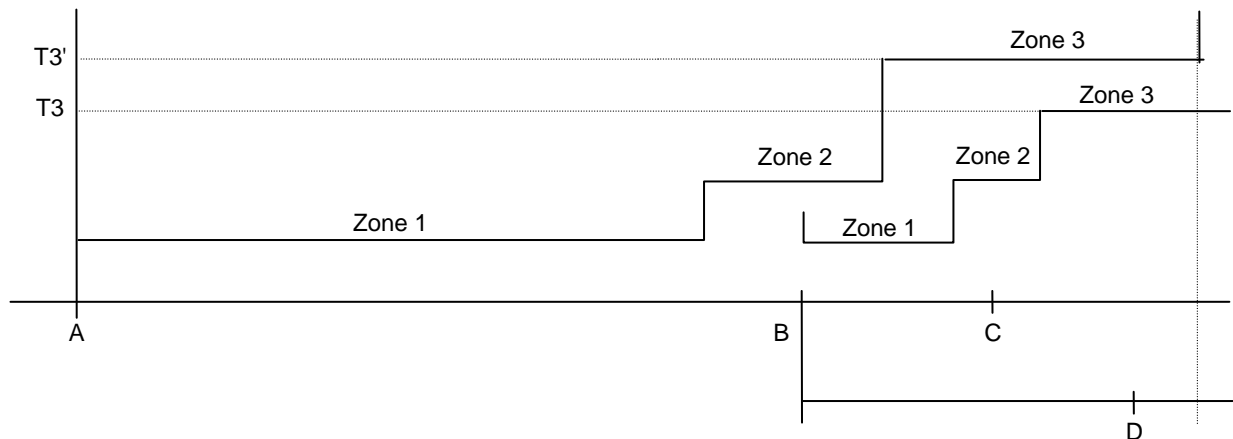 Zone 3
T3'
Zone 3
T3
Zone 2
Zone 2
Zone 1
Zone 1
A
B
C
D